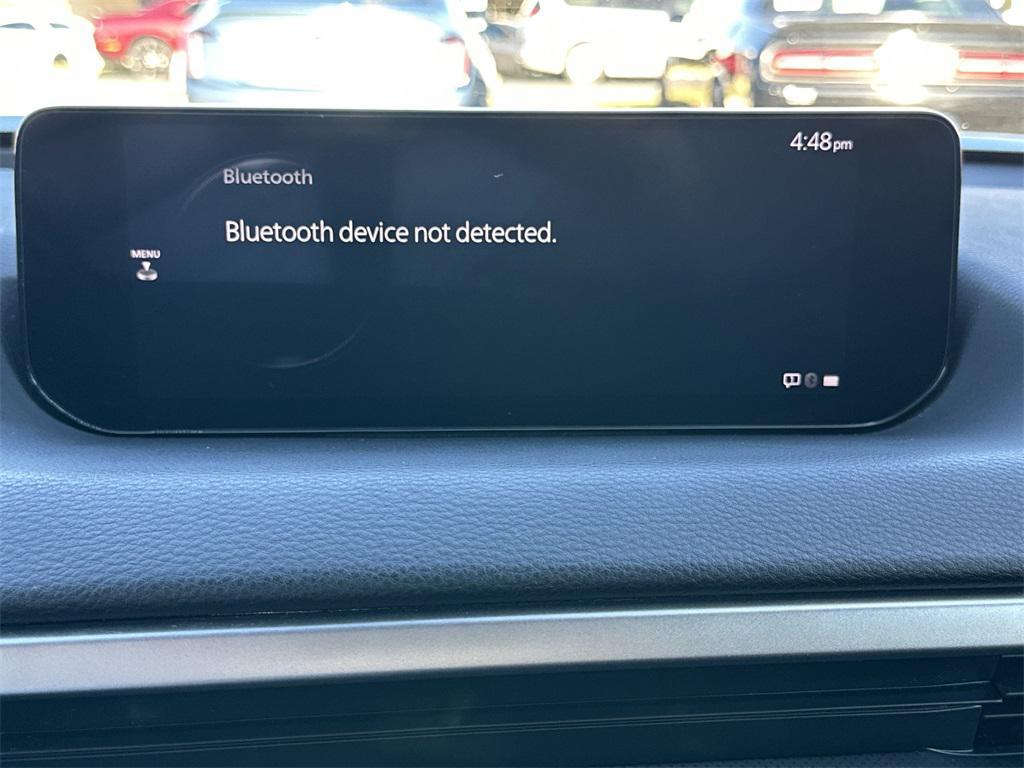 4:48pm
Bluetooth
Bluetooth device not detected.
MENU